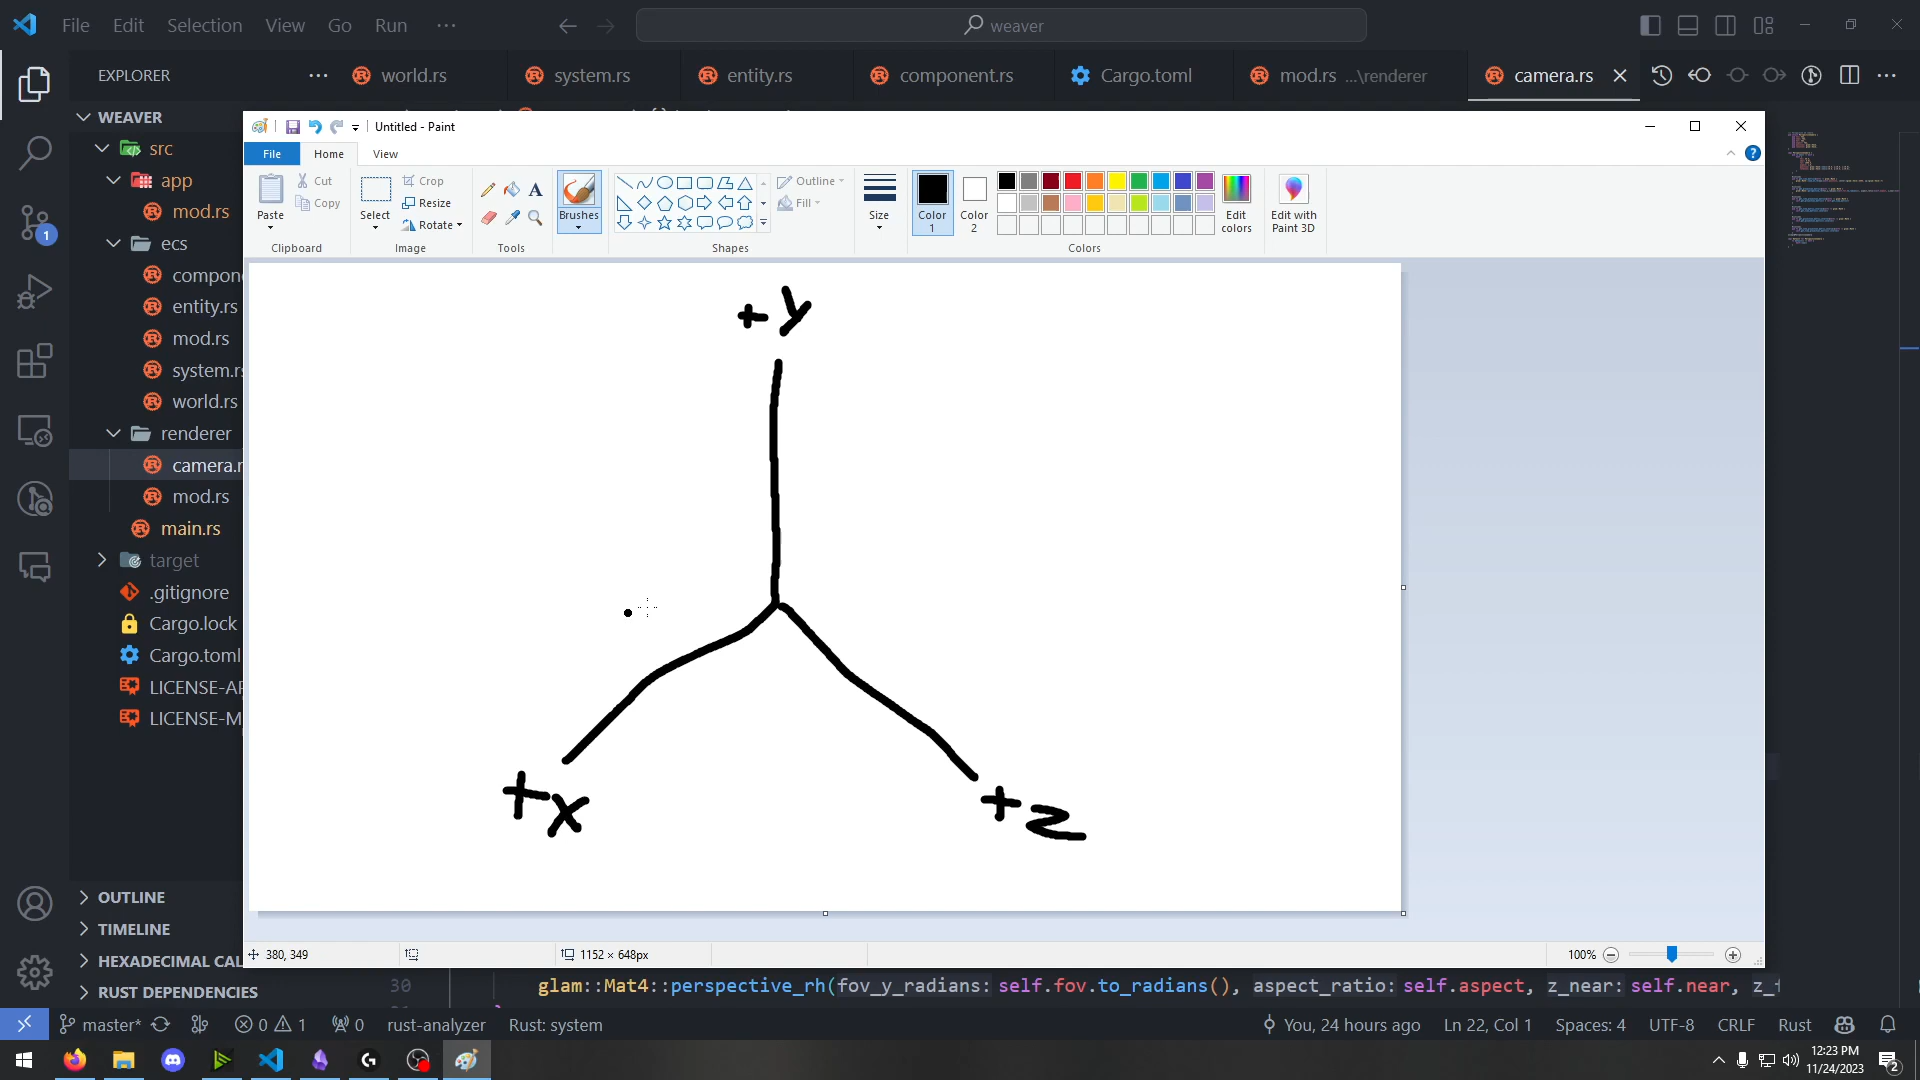 File Edit Selection View Go Run ··· weaver
EXPLORER ··· world.rs system.rs entity.rs component.rs Cargo.toml mod.rs ...\renderer camera.rs
WEAVER
src
app
mod.rs
ecs
compon
entity.rs
mod.rs
system.rs
world.rs
renderer
camera.r
mod.rs
main.rs
target
.gitignore
Cargo.lock
Cargo.toml
LICENSE-AP
LICENSE-M
OUTLINE
TIMELINE
HEXADECIMAL CAL
RUST DEPENDENCIES
Untitled - Paint
File Home View
Paste Cut Copy
Clipboard
Select Crop Resize Rotate
Image
Tools
Brushes
Outline Fill
Shapes
Size
Color 1 Color 2 Edit colors
Colors
Edit with Paint 3D
+y
+x
+z
380, 349 1152 × 648px 100%
30 glam::Mat4::perspective_rh(fov_y_radians: self.fov.to_radians(), aspect_ratio: self.aspect, z_near: self.near, z_f
master* 0 1 0 rust-analyzer Rust: system You, 24 hours ago Ln 22, Col 1 Spaces: 4 UTF-8 CRLF Rust
12:23 PM
11/24/2023
2